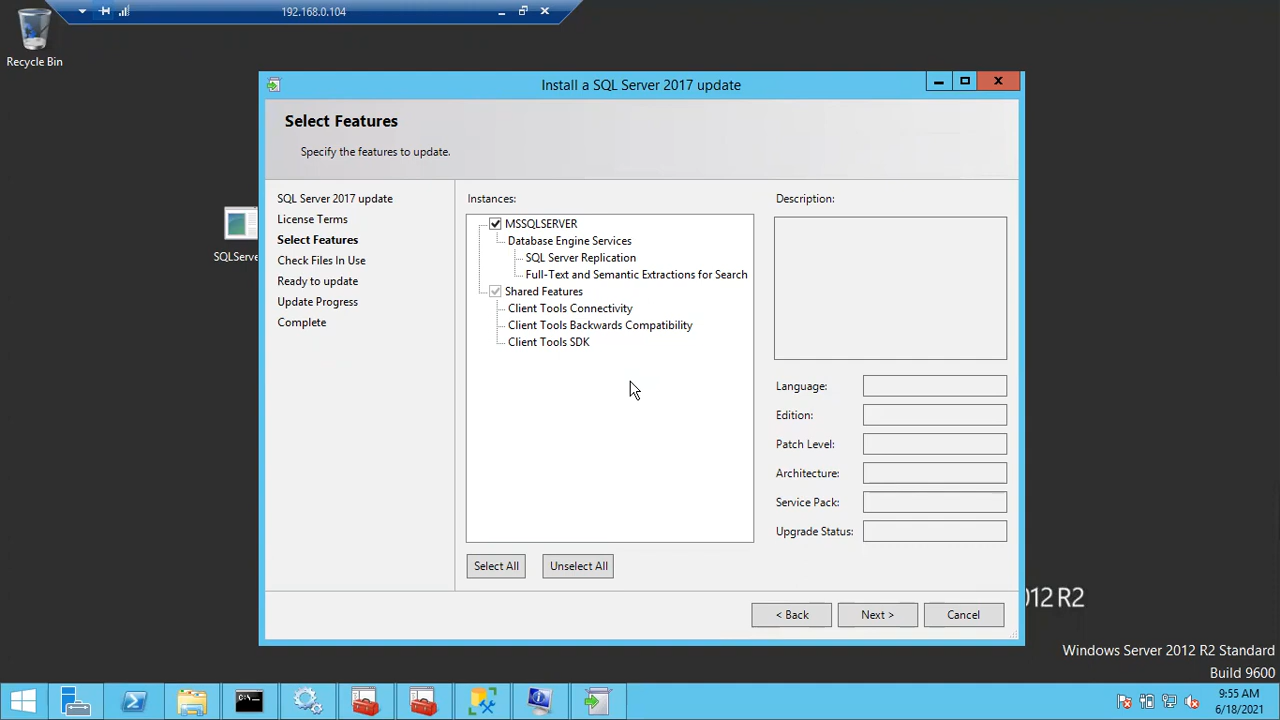 192.168.0.104
Recycle Bin
SQLServe
Install a SQL Server 2017 update
Select Features
Specify the features to update.
SQL Server 2017 update
License Terms
Select Features
Check Files In Use
Ready to update
Update Progress
Complete
Instances:
MSSQLSERVER
Database Engine Services
SQL Server Replication
Full-Text and Semantic Extractions for Search
Shared Features
Client Tools Connectivity
Client Tools Backwards Compatibility
Client Tools SDK
Select All
Unselect All
Description:
Language:
Edition:
Patch Level:
Architecture:
Service Pack:
Upgrade Status:
< Back
Next >
Cancel
012 R2
Windows Server 2012 R2 Standard
Build 9600
9:55 AM
6/18/2021